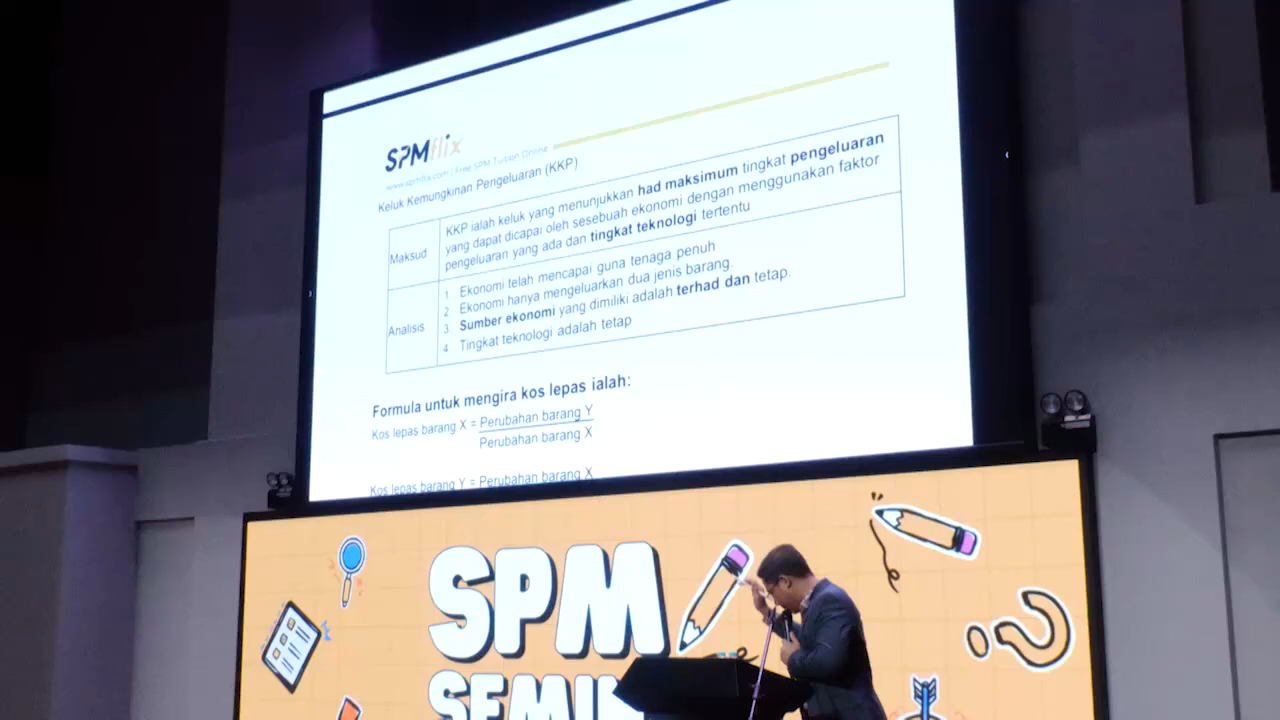 SPMflix
www.spmflix.com | Free SPM Tuition Online
Keluk Kemungkinan Pengeluaran (KKP)
Maksud
KKP ialah keluk yang menunjukkan had maksimum tingkat pengeluaran
yang dapat dicapai oleh sesebuah ekonomi dengan menggunakan faktor
pengeluaran yang ada dan tingkat teknologi tertentu
Analisis
1 Ekonomi telah mencapai guna tenaga penuh
2 Ekonomi hanya mengeluarkan dua jenis barang.
3 Sumber ekonomi yang dimiliki adalah terhad dan tetap.
4 Tingkat teknologi adalah tetap
Formula untuk mengira kos lepas ialah:
Kos lepas barang X = Perubahan barang Y
Perubahan barang X
Kos lepas barang Y = Perubahan barang X
SPM